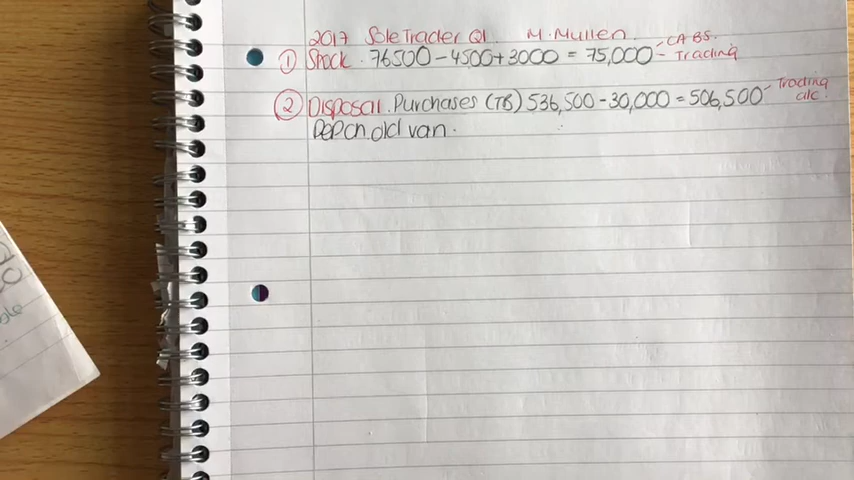 2017 Sole Trader Q1 M. Mullen.
① Stock. 76500 - 4500 + 3000 = 75,000 - CA BS. - Trading
② Disposal. Purchases (TB) 536,500 - 30,000 = 506,500 - Trading a/c.
Depcn. old van.